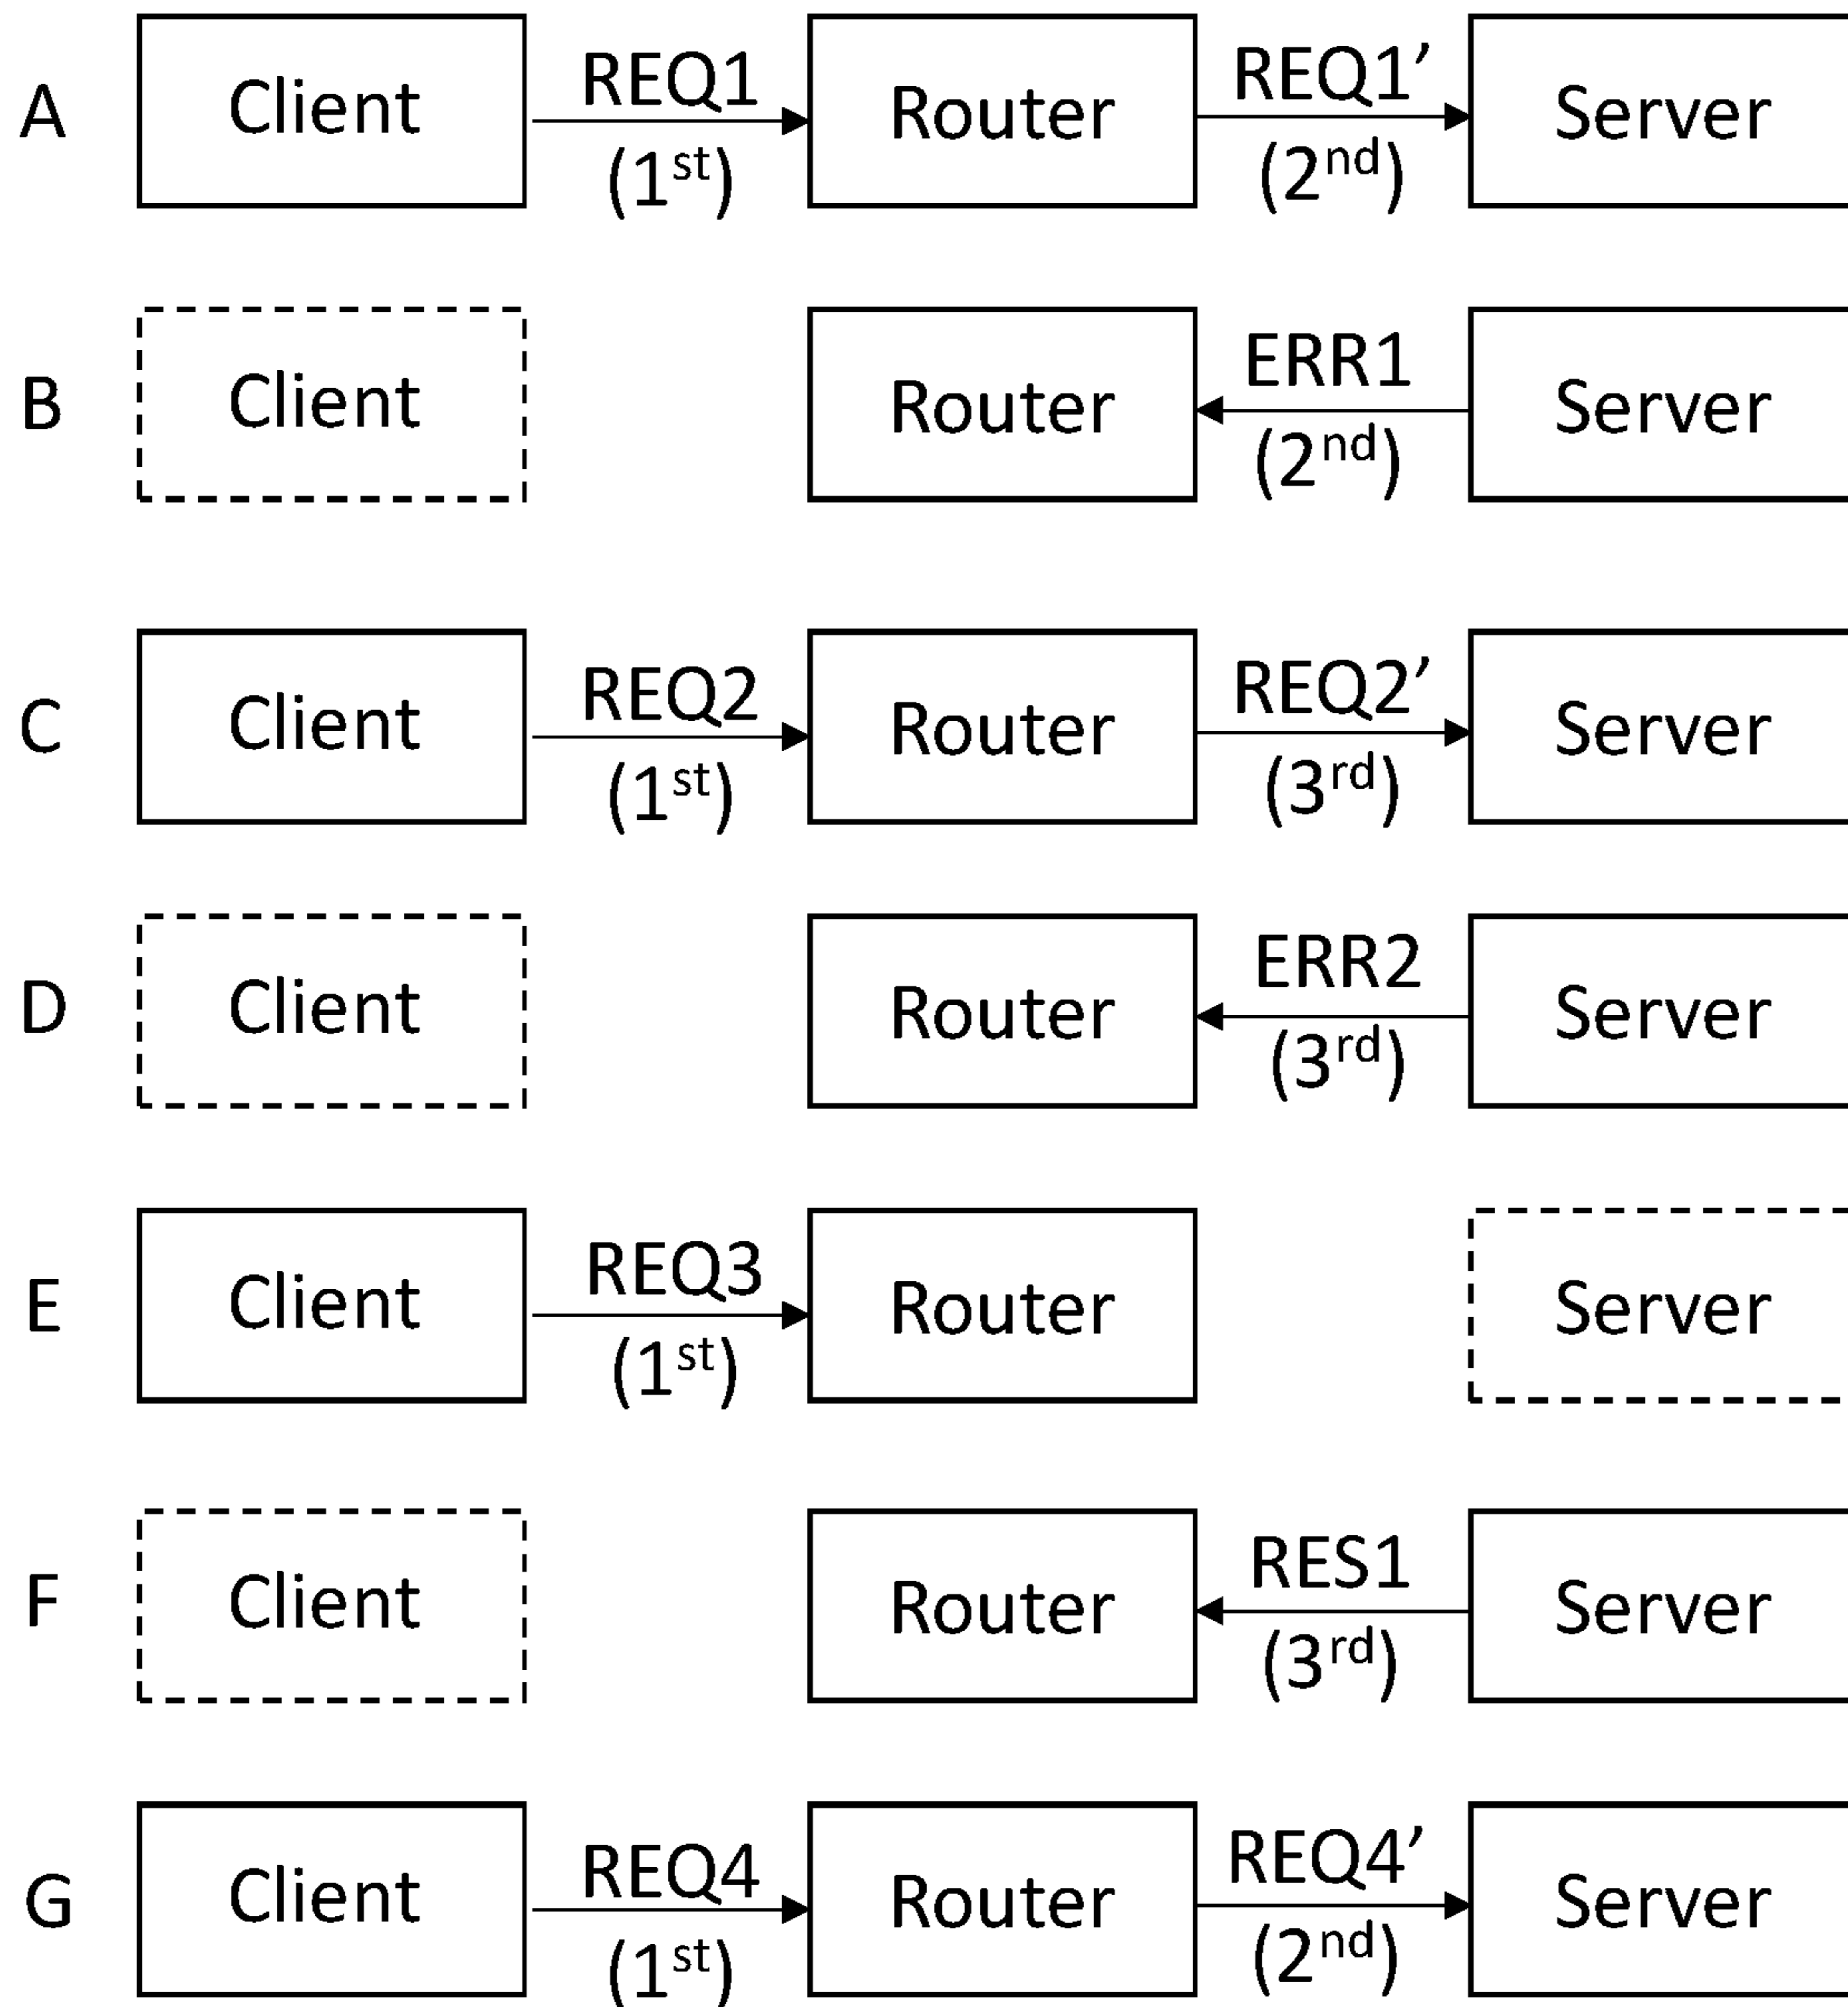 A Client REQ1 (1st) Router REQ1’ (2nd) Server
B Client Router ERR1 (2nd) Server
C Client REQ2 (1st) Router REQ2’ (3rd) Server
D Client Router ERR2 (3rd) Server
E Client REQ3 (1st) Router Server
F Client Router RES1 (3rd) Server
G Client REQ4 (1st) Router REQ4’ (2nd) Server